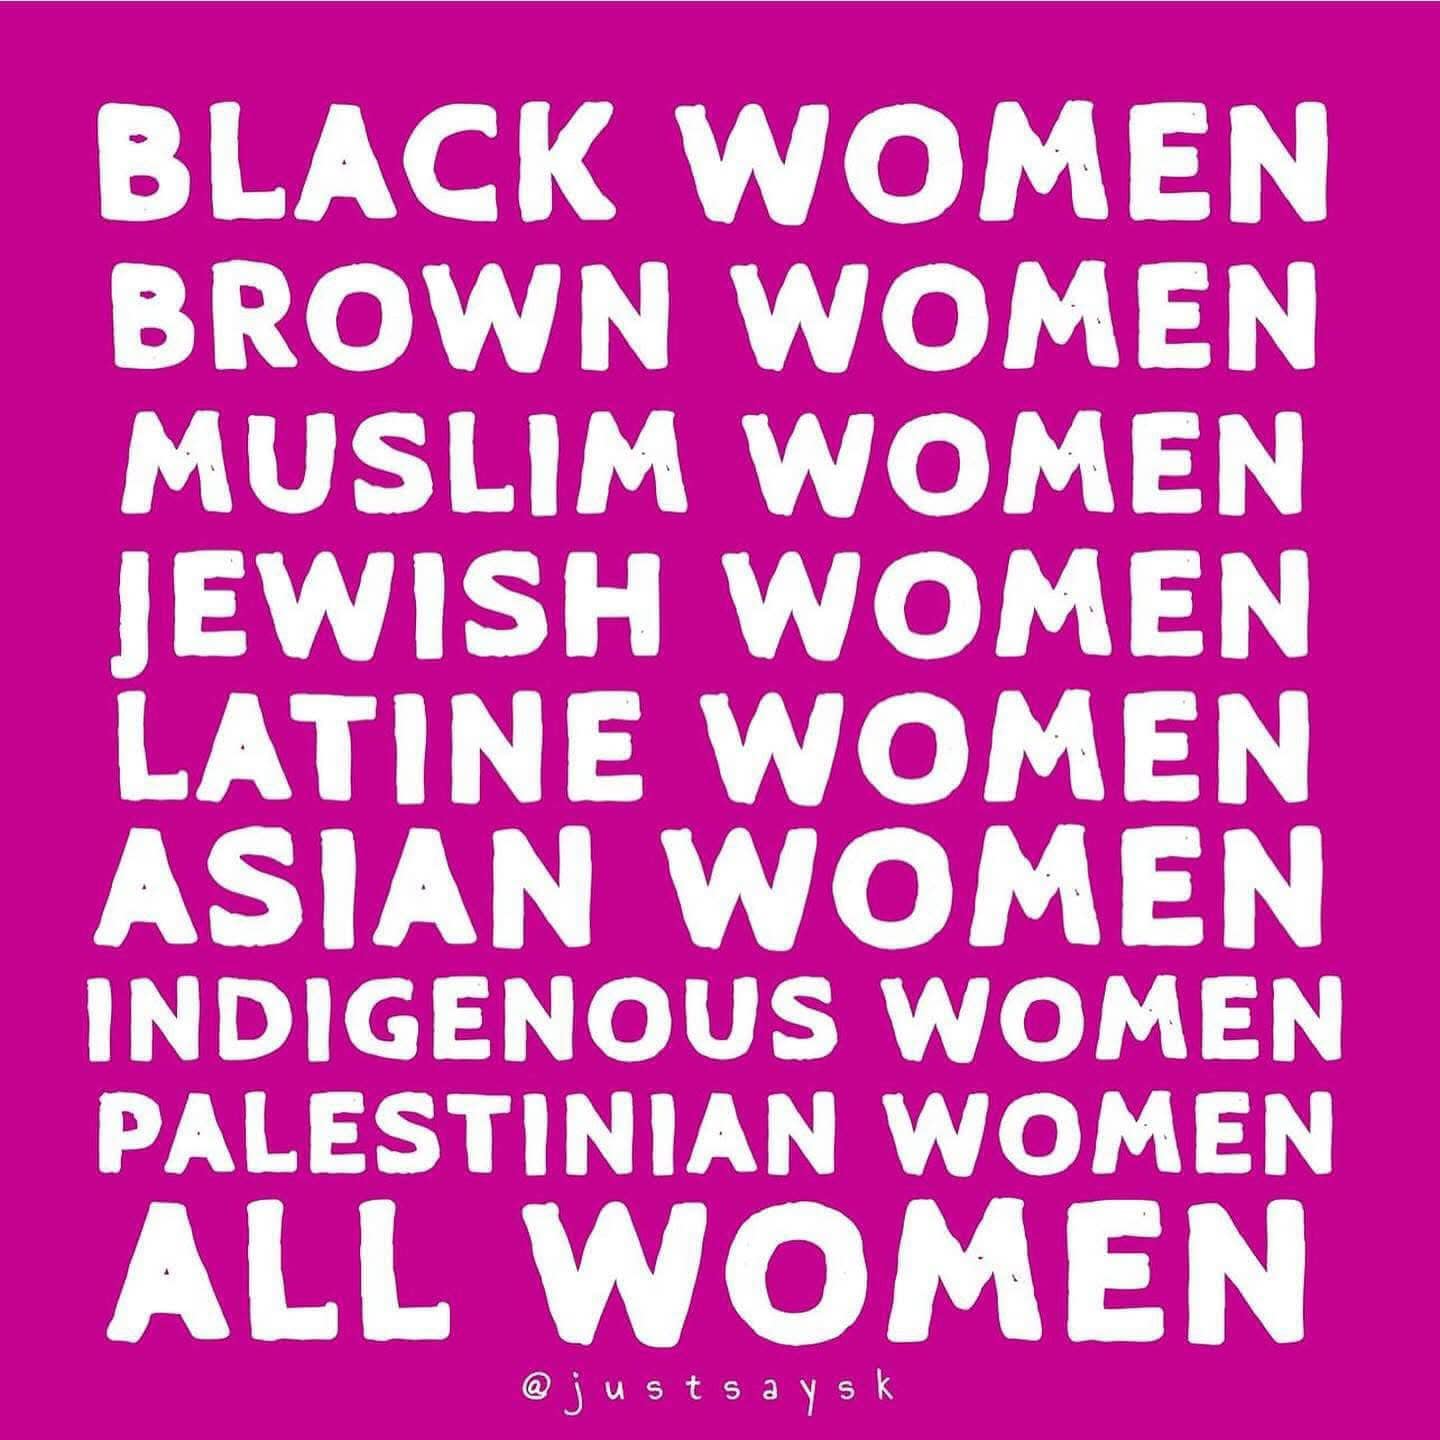 BLACK WOMEN
BROWN WOMEN
MUSLIM WOMEN
JEWISH WOMEN
LATINE WOMEN
ASIAN WOMEN
INDIGENOUS WOMEN
PALESTINIAN WOMEN
ALL WOMEN
@justsaysk